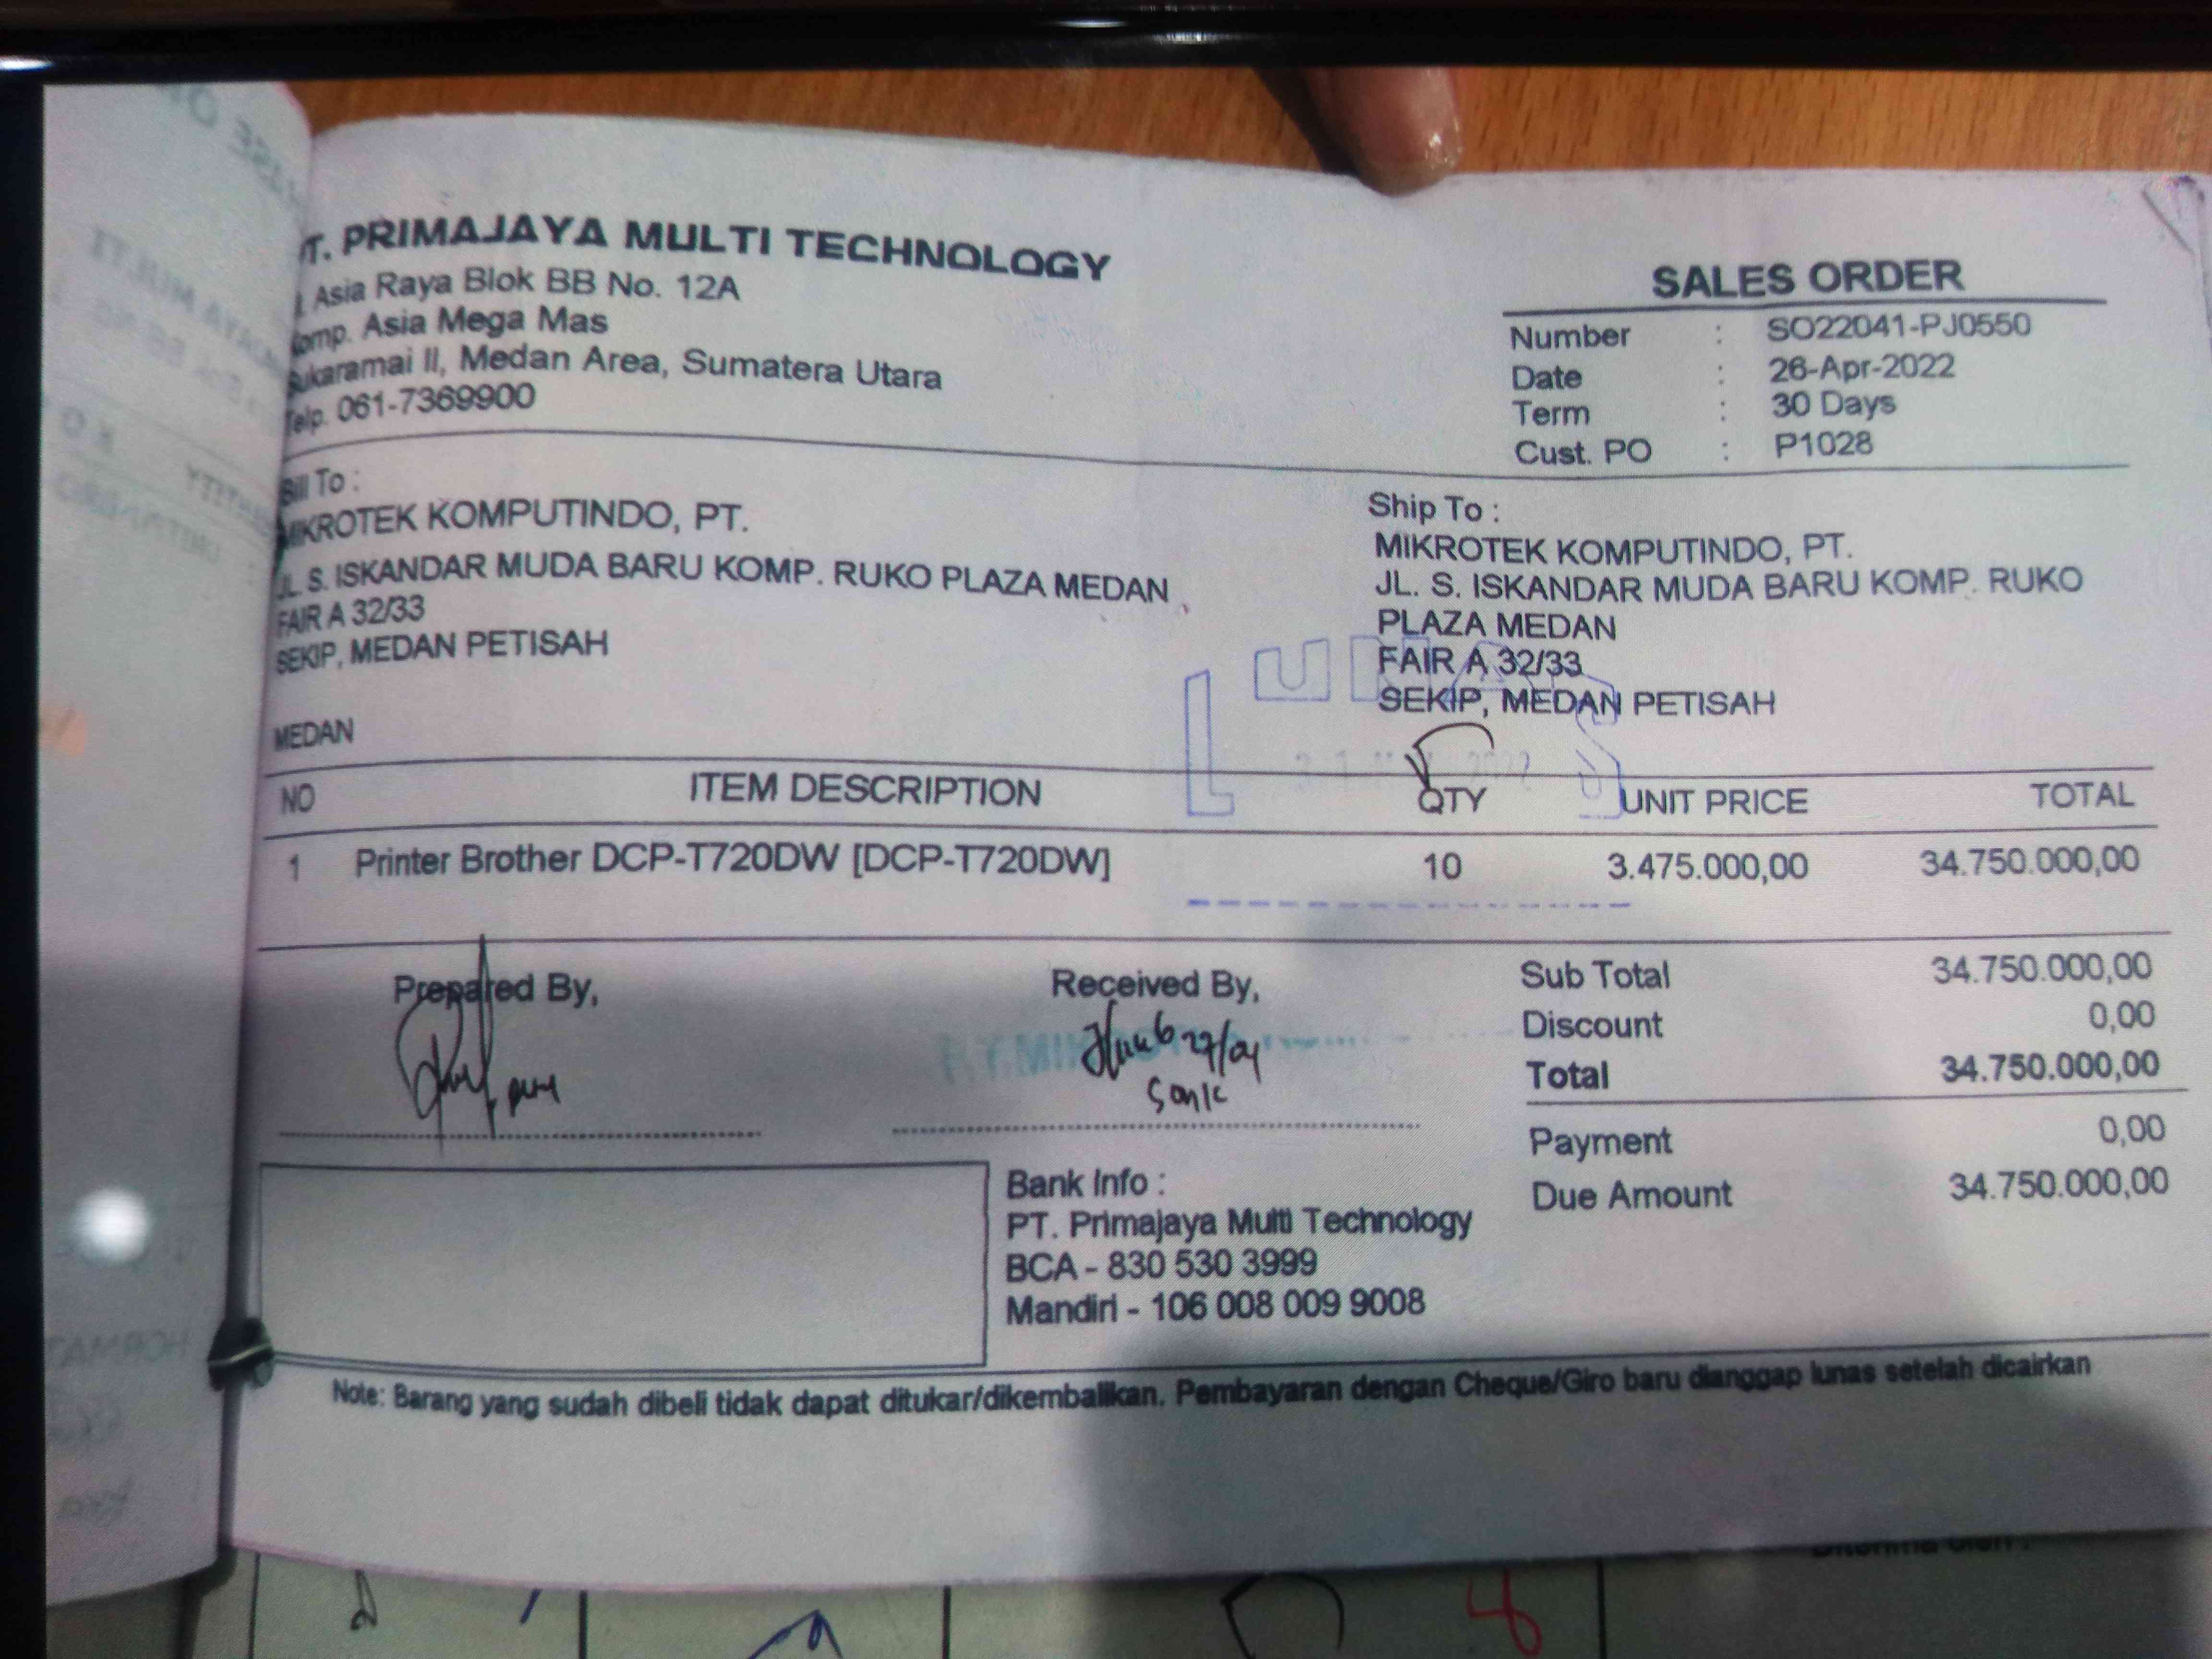 PRIMAJAYA MULTI TECHNOLOGY
Asia Raya Blok BB No. 12A
Asia Mega Mas
Sukaramai II, Medan Area, Sumatera Utara
Telp. 061-7369900
SALES ORDER
Number : SO22041-PJ0550
Date : 26-Apr-2022
Term : 30 Days
Cust. PO : P1028
Bill To :
MIKROTEK KOMPUTINDO, PT.
JL. S. ISKANDAR MUDA BARU KOMP. RUKO PLAZA MEDAN
FAIR A 32/33
SEKIP, MEDAN PETISAH
MEDAN
Ship To :
MIKROTEK KOMPUTINDO, PT.
JL. S. ISKANDAR MUDA BARU KOMP. RUKO
PLAZA MEDAN
FAIR A 32/33
SEKIP, MEDAN PETISAH
LuNAS
NO ITEM DESCRIPTION QTY UNIT PRICE TOTAL
1 Printer Brother DCP-T720DW [DCP-T720DW] 10 3.475.000,00 34.750.000,00
Prepared By,
Received By,
27/04
Sonic
Sub Total 34.750.000,00
Discount 0,00
Total 34.750.000,00
Payment 0,00
Due Amount 34.750.000,00
Bank Info :
PT. Primajaya Multi Technology
BCA - 830 530 3999
Mandiri - 106 008 009 9008
Note: Barang yang sudah dibeli tidak dapat ditukar/dikembalikan. Pembayaran dengan Cheque/Giro baru dianggap lunas setelah dicairkan